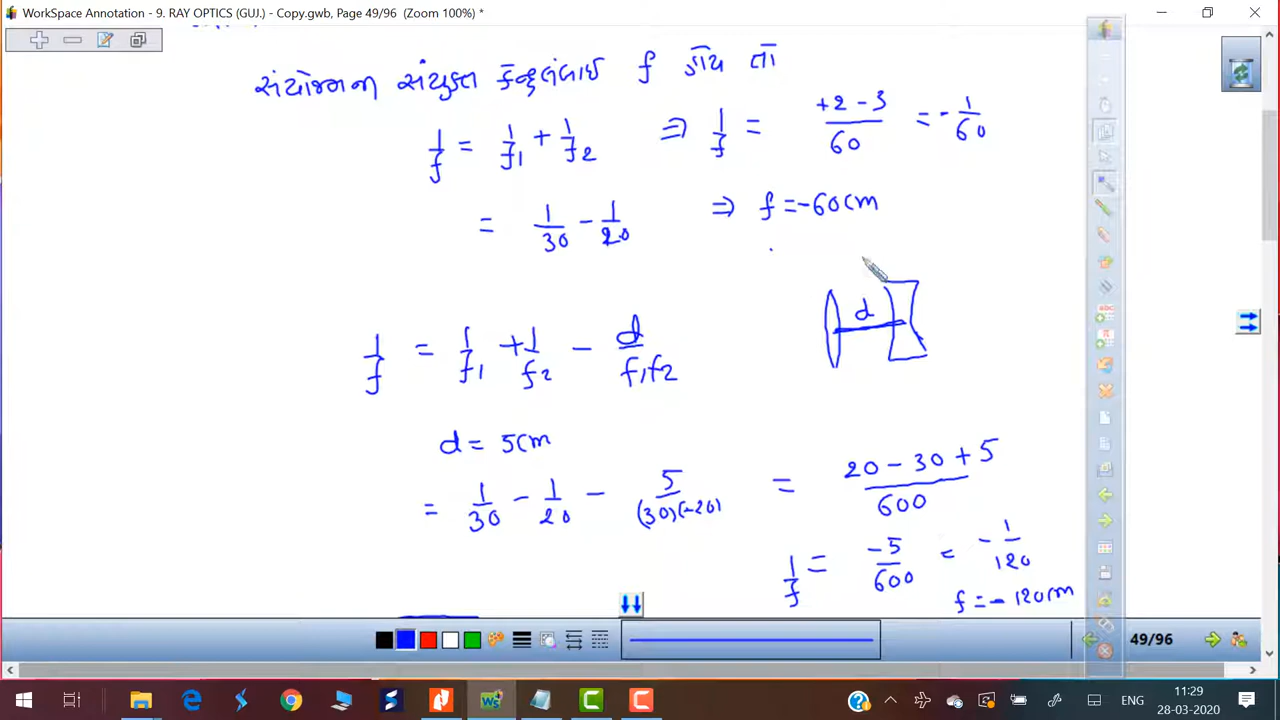 WorkSpace Annotation - 9. RAY OPTICS (GUJ.) - Copy.gwb, Page 49/96 (Zoom 100%) *
સંયોજનની સંયુક્ત કેન્દ્રલંબાઈ f હોય તો
1/f = 1/f1 + 1/f2 ⇒ 1/f = (+2 - 3)/60 = - 1/60
= 1/30 - 1/20 ⇒ f = -60cm
d
1/f = 1/f1 + 1/f2 - d/f1f2
d = 5cm
= 1/30 - 1/20 - 5/(30)(-20) = (20 - 30 + 5)/600
1/f = -5/600 = - 1/120
f = - 120cm
49/96
ENG
11:29
28-03-2020